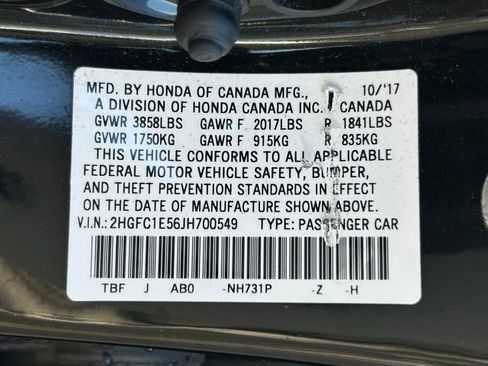 MFD. BY HONDA OF CANADA MFG., 10/'17
A DIVISION OF HONDA CANADA INC. CANADA
GVWR 3858LBS GAWR F 2017LBS R 1841LBS
GVWR 1750KG GAWR F 915KG R 835KG
THIS VEHICLE CONFORMS TO ALL APPLICABLE
FEDERAL MOTOR VEHICLE SAFETY, BUMPER,
AND THEFT PREVENTION STANDARDS IN EFFECT
ON THE DATE OF MANUFACTURE SHOWN ABOVE.
V.I.N.: 2HGFC1E56JH700549 TYPE: PASSENGER CAR
TBF J AB0 -NH731P -Z -H